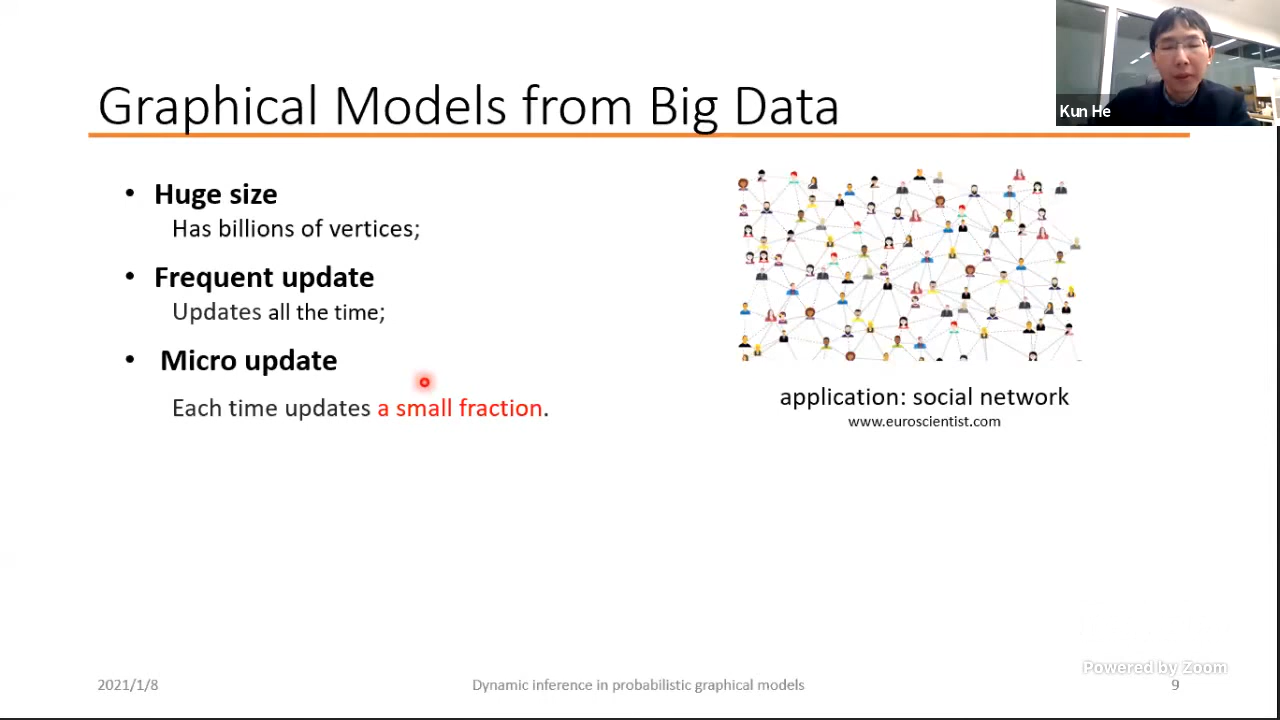 Graphical Models from Big Data
Kun He
• Huge size
Has billions of vertices;
• Frequent update
Updates all the time;
• Micro update
Each time updates a small fraction.
application: social network
www.euroscientist.com
Powered by Zoom
2021/1/8
Dynamic inference in probabilistic graphical models
9